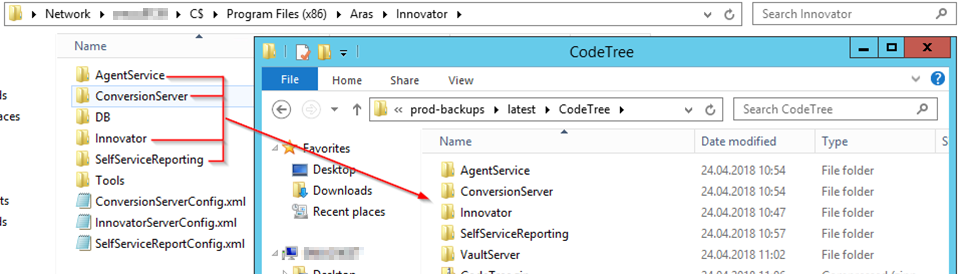 Network
C$
Program Files (x86)
Aras
Innovator
Search Innovator
Name
AgentService
ConversionServer
DB
Innovator
SelfServiceReporting
Tools
ConversionServerConfig.xml
InnovatorServerConfig.xml
SelfServiceReportConfig.xml
CodeTree
File Home Share View
« prod-backups latest CodeTree
Search CodeTree
Favorites
Desktop
Downloads
Recent places
Desktop
Name Date modified Type S
AgentService 24.04.2018 10:54 File folder
ConversionServer 24.04.2018 10:54 File folder
Innovator 24.04.2018 10:47 File folder
SelfServiceReporting 24.04.2018 10:57 File folder
VaultServer 24.04.2018 11:02 File folder